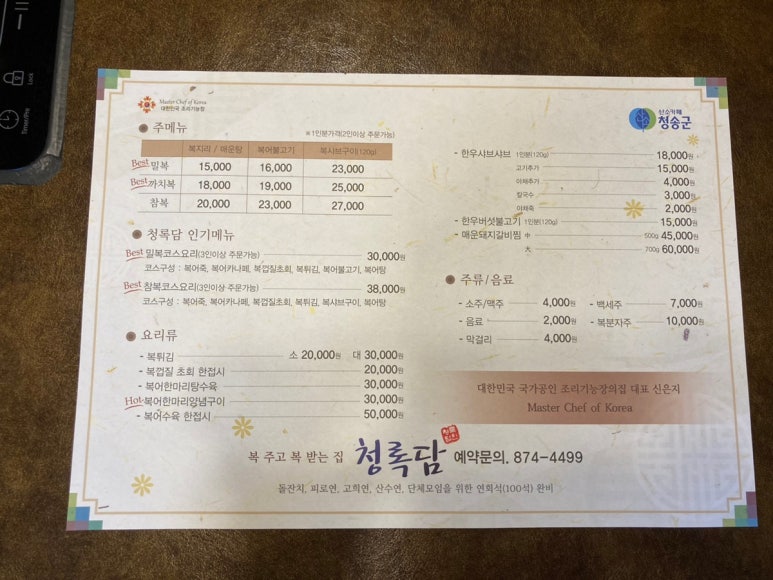 Lock
Timer/Play
Master Chef of Korea
대한민국 조리기능장
산소카페
청송군
주메뉴
※1인분가격(2인이상 주문가능)
복지리 / 매운탕 복어불고기 복샤브구이(120g)
Best 밀복 15,000 16,000 23,000
Best 까치복 18,000 19,000 25,000
참복 20,000 23,000 27,000
청록담 인기메뉴
Best 밀복코스요리(3인이상 주문가능) 30,000원
코스구성 : 복어죽, 복어카나페, 복껍질초회, 복튀김, 복어불고기, 복어탕
Best 참복코스요리(3인이상 주문가능) 38,000원
코스구성 : 복어죽, 복어카나페, 복껍질초회, 복튀김, 복샤브구이, 복어탕
요리류
- 복튀김 소 20,000원 대 30,000원
- 복껍질 초회 한접시 20,000원
- 복어한마리탕수육 30,000원
Hot 복어한마리양념구이 30,000원
- 복어수육 한접시 50,000원
- 한우샤브샤브 1인분(120g) 18,000원
고기추가 15,000원
야채추가 4,000원
칼국수 3,000원
야채죽 2,000원
- 한우버섯불고기 1인분(120g) 15,000원
- 매운돼지갈비찜 中 500g 45,000원
大 700g 60,000원
주류/음료
- 소주/맥주 4,000원 - 백세주 7,000원
- 음료 2,000원 - 복분자주 10,000원
- 막걸리 4,000원
대한민국 국가공인 조리기능장의집 대표 신은지
Master Chef of Korea
복 주고 복 받는 집 청록담 예약문의. 874-4499
돌잔치, 피로연, 고희연, 산수연, 단체모임을 위한 연회석(100석) 완비